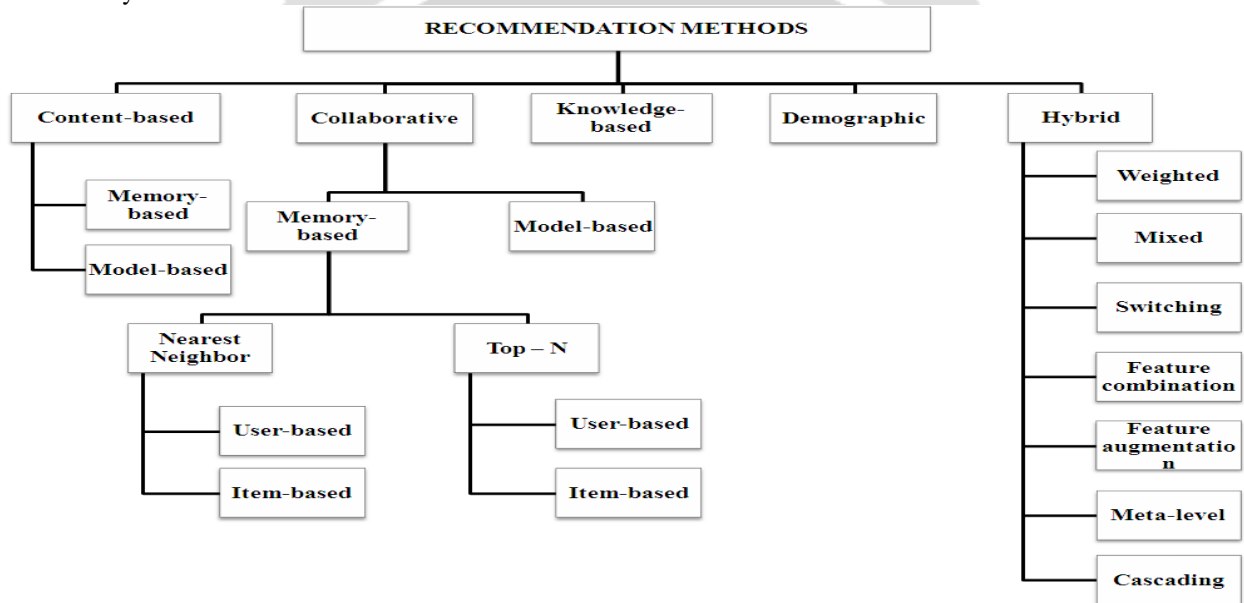 RECOMMENDATION METHODS
Content-based
Collaborative
Knowledge-
based
Demographic
Hybrid
Memory-
based
Model-based
Memory-
based
Model-based
Nearest
Neighbor
Top – N
User-based
Item-based
User-based
Item-based
Weighted
Mixed
Switching
Feature
combination
Feature
augmentatio
n
Meta-level
Cascading